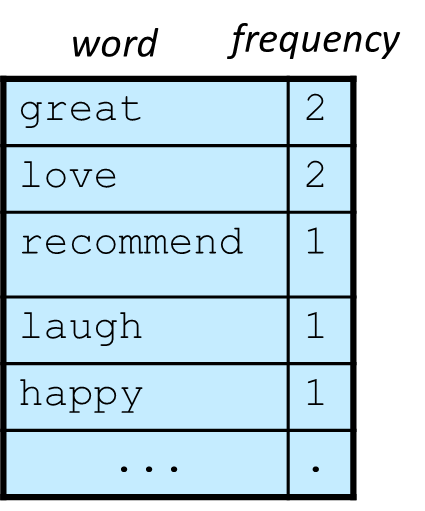 word frequency
great 2
love 2
recommend 1
laugh 1
happy 1
... .